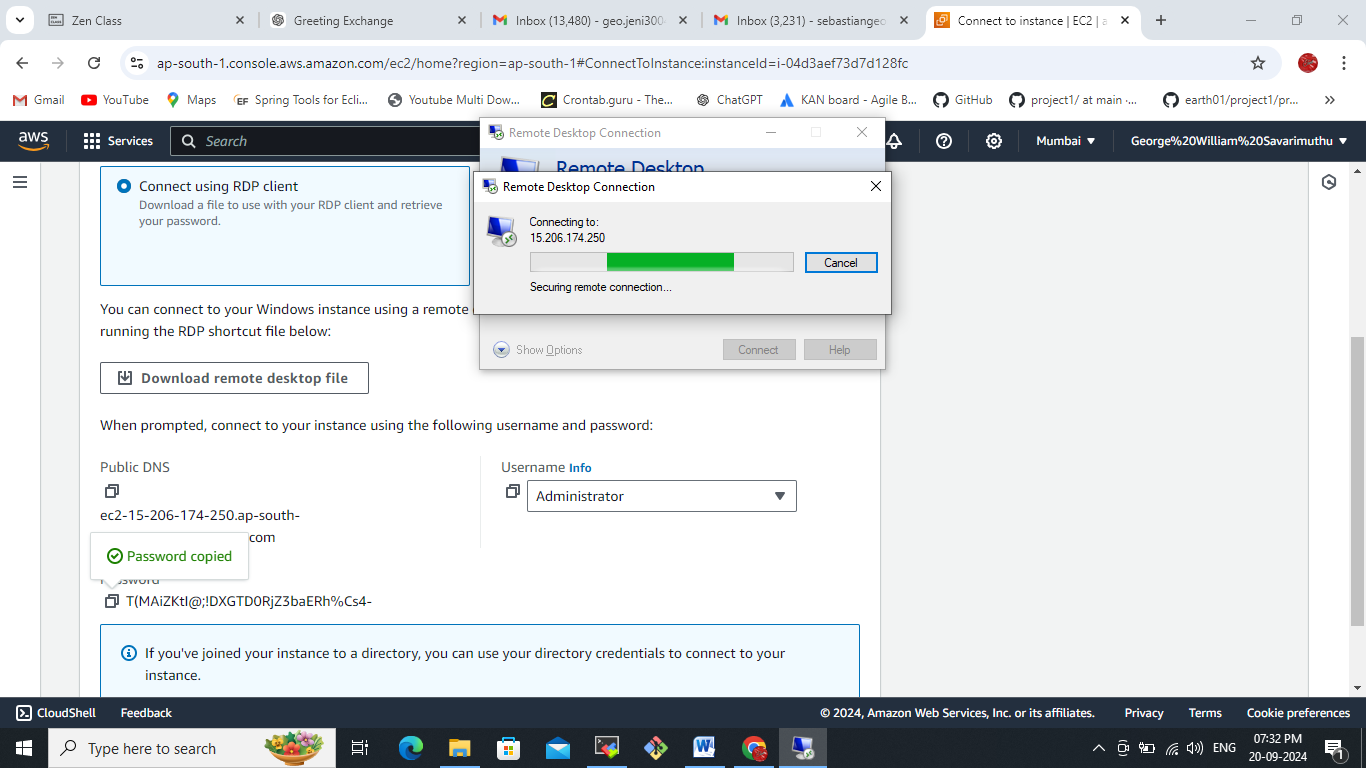 Zen Class
Greeting Exchange
Inbox (13,480) - geo.jeni300
Inbox (3,231) - sebastiangeo
Connect to instance | EC2 | a
ap-south-1.console.aws.amazon.com/ec2/home?region=ap-south-1#ConnectToInstance:instanceId=i-04d3aef73d7d128fc
Gmail
YouTube
Maps
EF Spring Tools for Ecli...
Youtube Multi Dow...
Crontab.guru - The...
ChatGPT
KAN board - Agile B...
GitHub
project1/ at main ·...
earth01/project1/pr...
aws
Services
Search
Mumbai
George%20William%20Savarimuthu
Remote Desktop Connection
Remote Desktop
Remote Desktop Connection
Connecting to:
15.206.174.250
Cancel
Securing remote connection...
Show Options
Connect
Help
Connect using RDP client
Download a file to use with your RDP client and retrieve
your password.
You can connect to your Windows instance using a remote
running the RDP shortcut file below:
Download remote desktop file
When prompted, connect to your instance using the following username and password:
Public DNS
Username Info
Administrator
ec2-15-206-174-250.ap-south-
com
Password copied
Password
T(MAiZKtI@;!DXGTD0RjZ3baERh%Cs4-
If you've joined your instance to a directory, you can use your directory credentials to connect to your
instance.
CloudShell
Feedback
© 2024, Amazon Web Services, Inc. or its affiliates.
Privacy
Terms
Cookie preferences
Type here to search
ENG
07:32 PM
20-09-2024
1